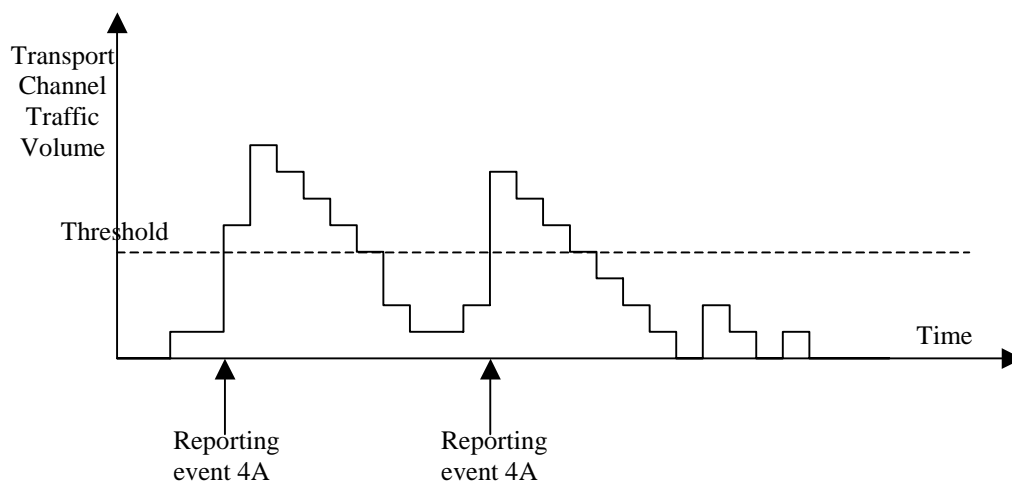 Transport
Channel
Traffic
Volume
Threshold
Time
Reporting
event 4A
Reporting
event 4A